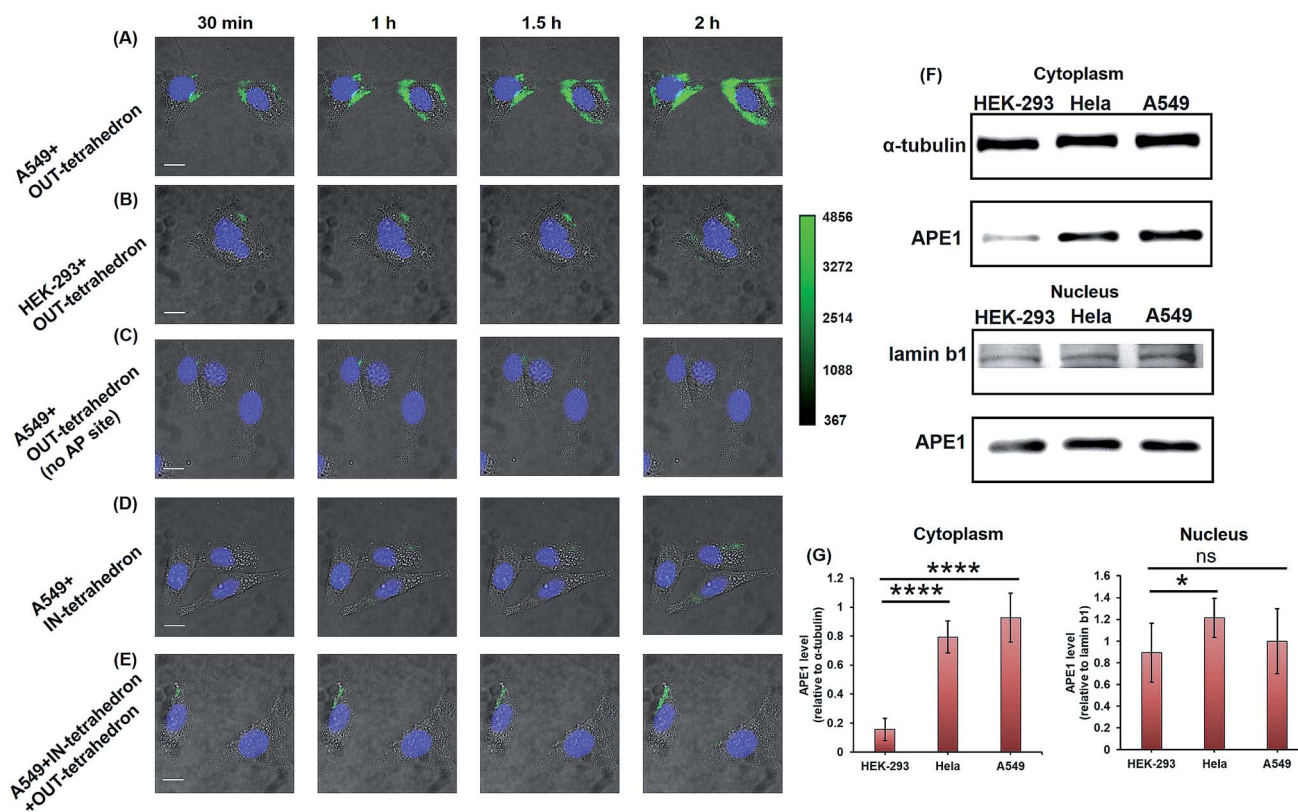 30 min
1 h
1.5 h
2 h
(A)
A549+
OUT-tetrahedron
(B)
HEK-293+
OUT-tetrahedron
(C)
A549+
OUT-tetrahedron
(no AP site)
(D)
A549+
IN-tetrahedron
(E)
A549+IN-tetrahedron
+OUT-tetrahedron
4856
3272
2514
1088
367
(F)
Cytoplasm
HEK-293 Hela A549
α-tubulin
APE1
Nucleus
HEK-293 Hela A549
lamin b1
APE1
(G)
Cytoplasm
APE1 level
(relative to α-tubulin)
1.2
1
0.8
0.6
0.4
0.2
0
****
****
HEK-293 Hela A549
Nucleus
APE1 level
(relative to lamin b1)
1.6
1.4
1.2
1
0.8
0.6
0.4
0.2
0
ns
*
HEK-293 Hela A549